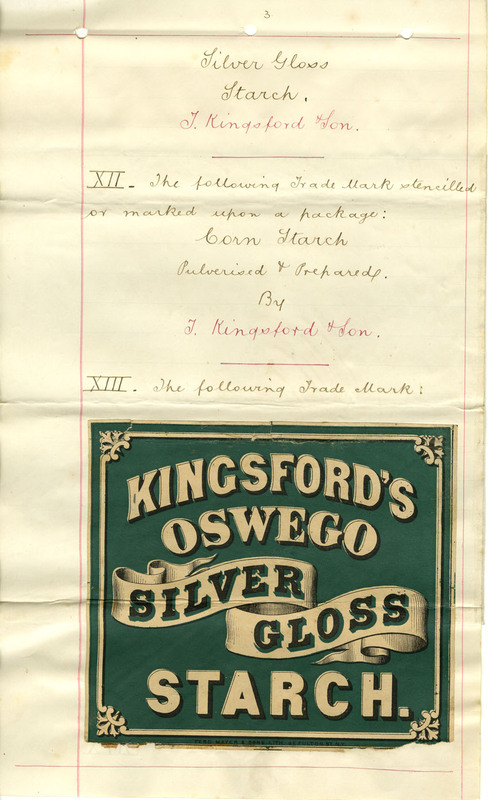 3
Silver Gloss
Starch.
T. Kingsford & Son.
XII. The following Trade Mark stencilled
or marked upon a package:
Corn Starch
Pulverised & Prepared.
By
T. Kingsford & Son.
XIII. The following Trade Mark:
KINGSFORD'S
OSWEGO
SILVER
GLOSS
STARCH.